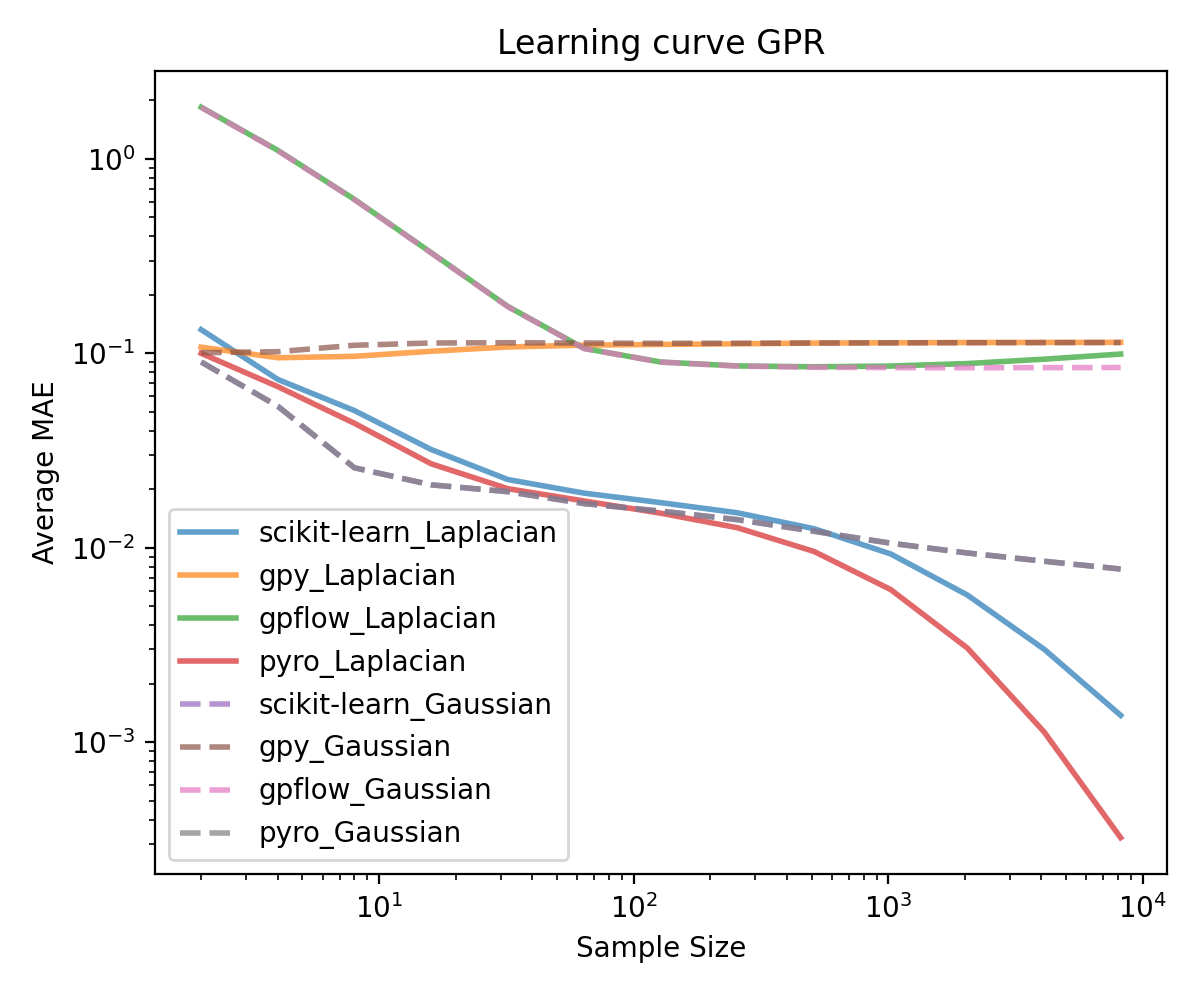 Learning curve GPR
Average MAE
10⁰
10⁻¹
10⁻²
10⁻³
scikit-learn_Laplacian
gpy_Laplacian
gpflow_Laplacian
pyro_Laplacian
scikit-learn_Gaussian
gpy_Gaussian
gpflow_Gaussian
pyro_Gaussian
10¹ 10² 10³ 10⁴
Sample Size